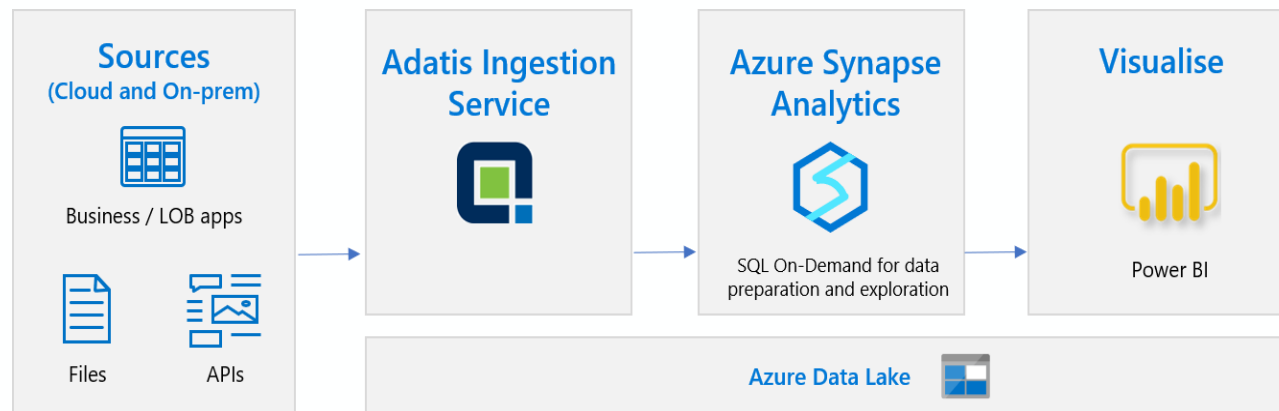 Sources
(Cloud and On-prem)
Business / LOB apps
Files
APIs
Adatis Ingestion
Service
Azure Synapse
Analytics
SQL On-Demand for data
preparation and exploration
Visualise
Power BI
Azure Data Lake